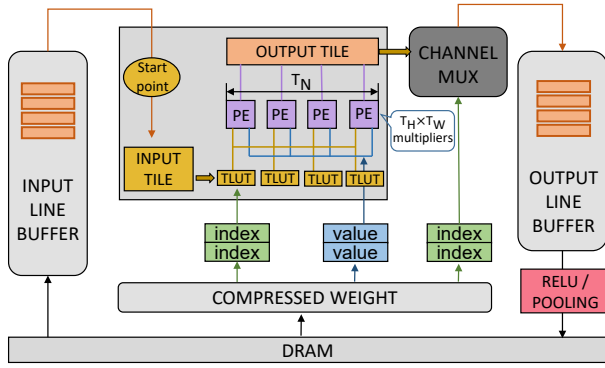 OUTPUT TILE
CHANNEL
MUX
Start
point
T_N
PE
PE
PE
PE
T_H×T_W
multipliers
INPUT
TILE
TLUT
TLUT
TLUT
TLUT
INPUT
LINE
BUFFER
OUTPUT
LINE
BUFFER
index
index
value
value
index
index
COMPRESSED WEIGHT
RELU /
POOLING
DRAM